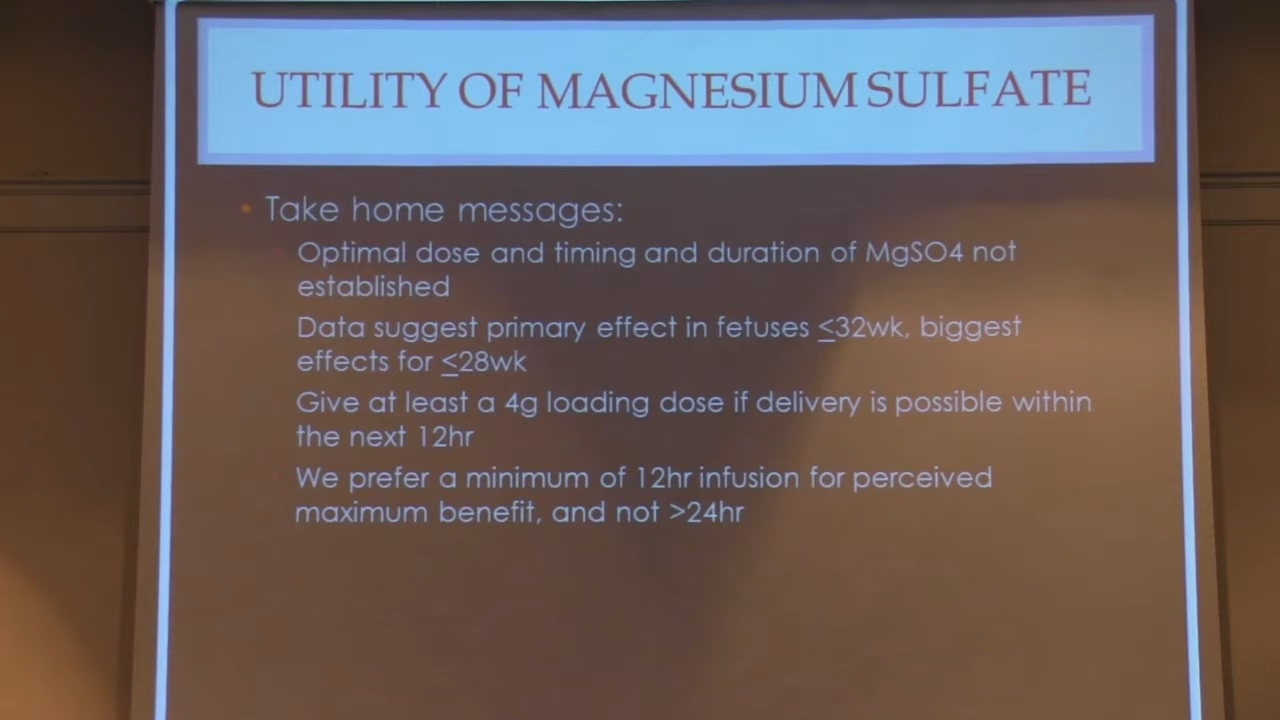 UTILITY OF MAGNESIUM SULFATE
• Take home messages:
Optimal dose and timing and duration of MgSO4 not
established
Data suggest primary effect in fetuses ≤32wk, biggest
effects for ≤28wk
Give at least a 4g loading dose if delivery is possible within
the next 12hr
We prefer a minimum of 12hr infusion for perceived
maximum benefit, and not >24hr